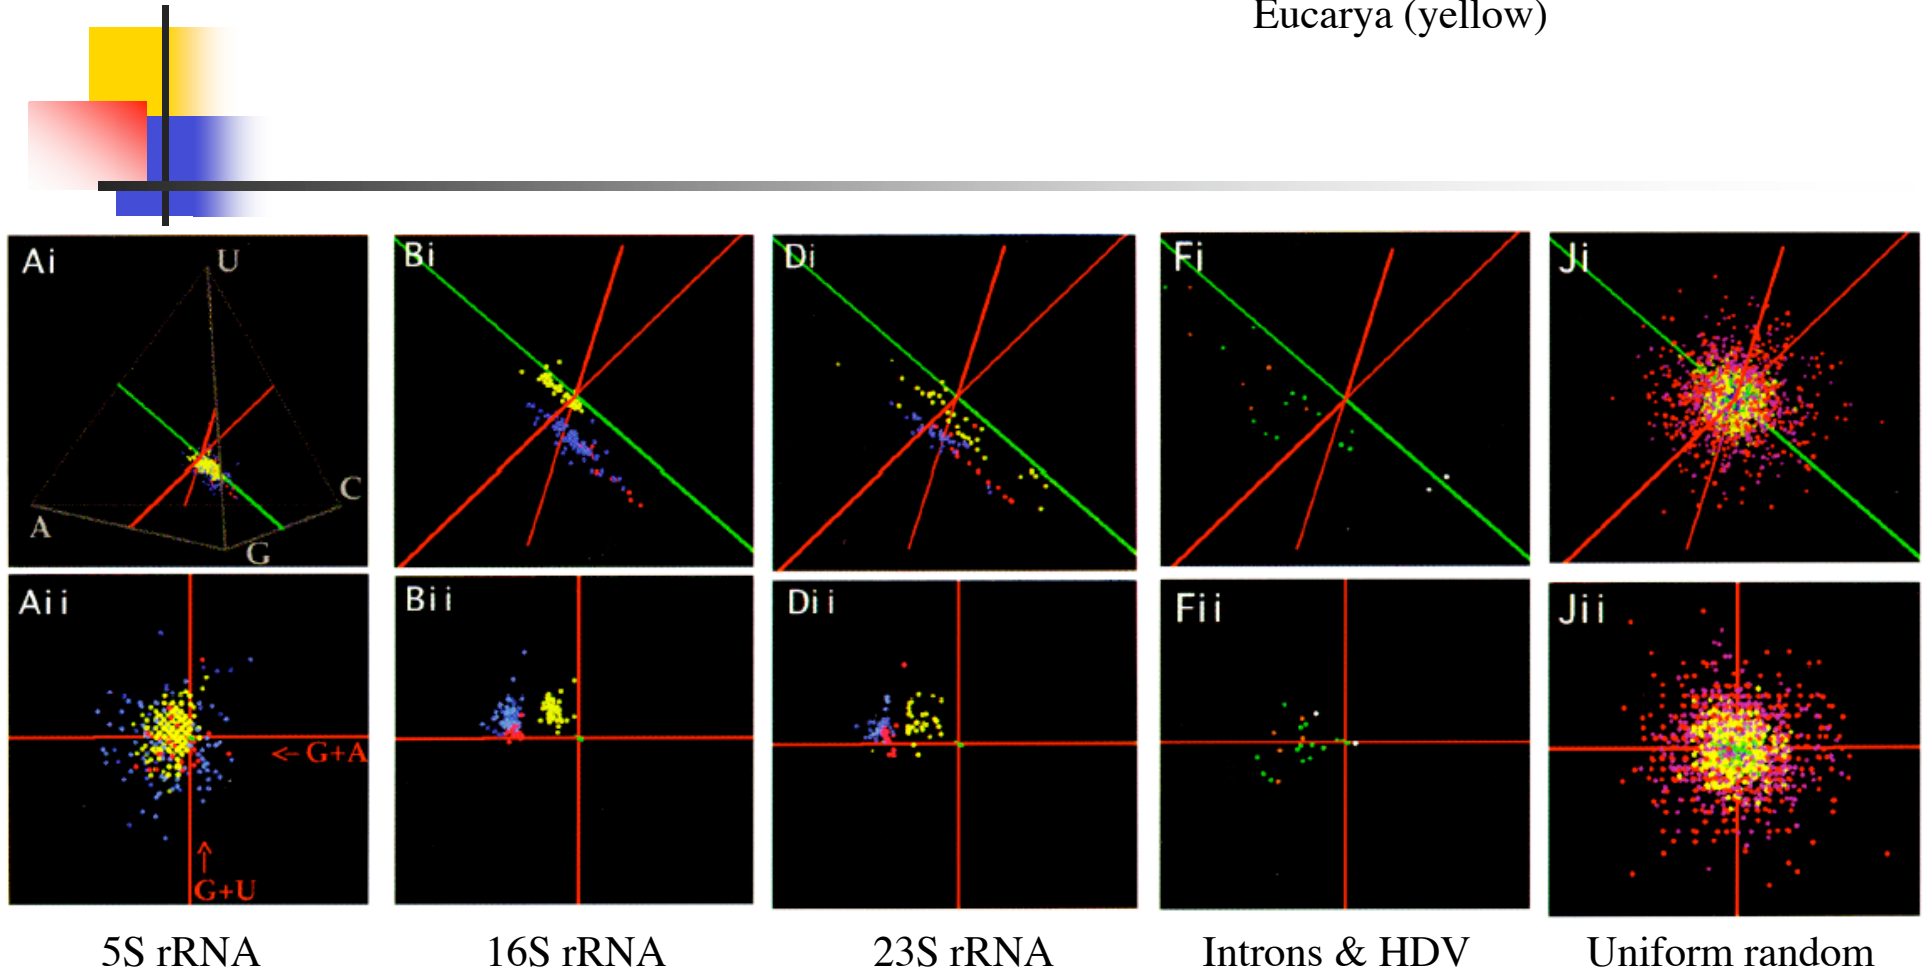 Eucarya (yellow)
Ai
U
A
G
C
Bi
Di
Fi
Ji
Aii
<- G+A
↑
G+U
Bii
Dii
Fii
Jii
5S rRNA
16S rRNA
23S rRNA
Introns & HDV
Uniform random